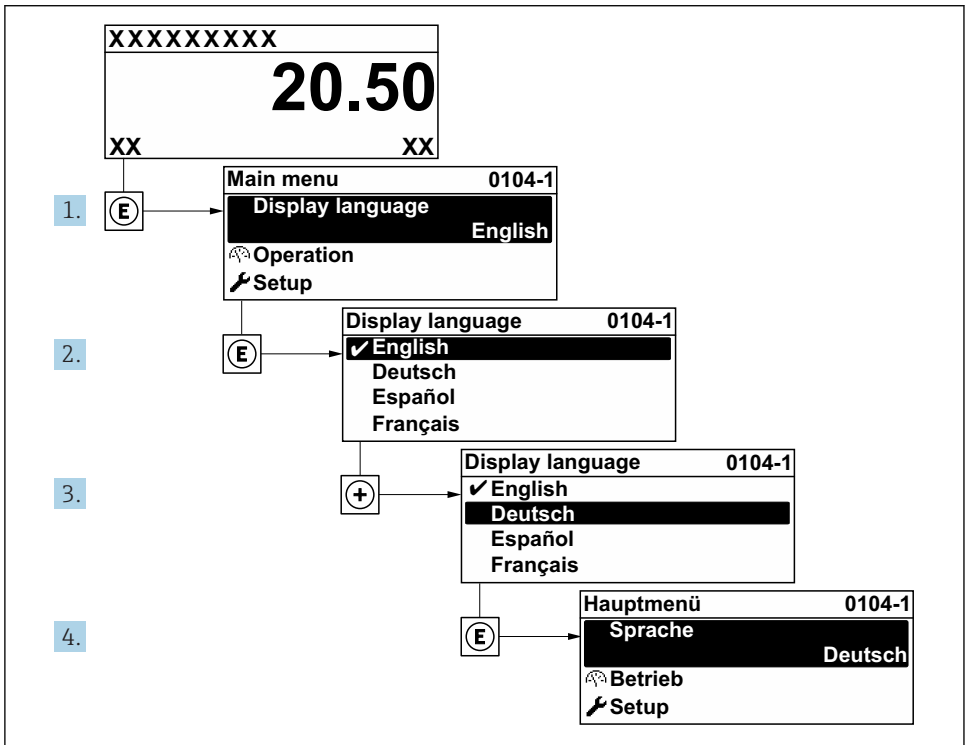 XXXXXXXXX
20.50
XX XX
1.
E
Main menu 0104-1
Display language
English
Operation
Setup
2.
E
Display language 0104-1
✔English
Deutsch
Español
Français
3.
+
Display language 0104-1
✔English
Deutsch
Español
Français
4.
E
Hauptmenü 0104-1
Sprache
Deutsch
Betrieb
Setup